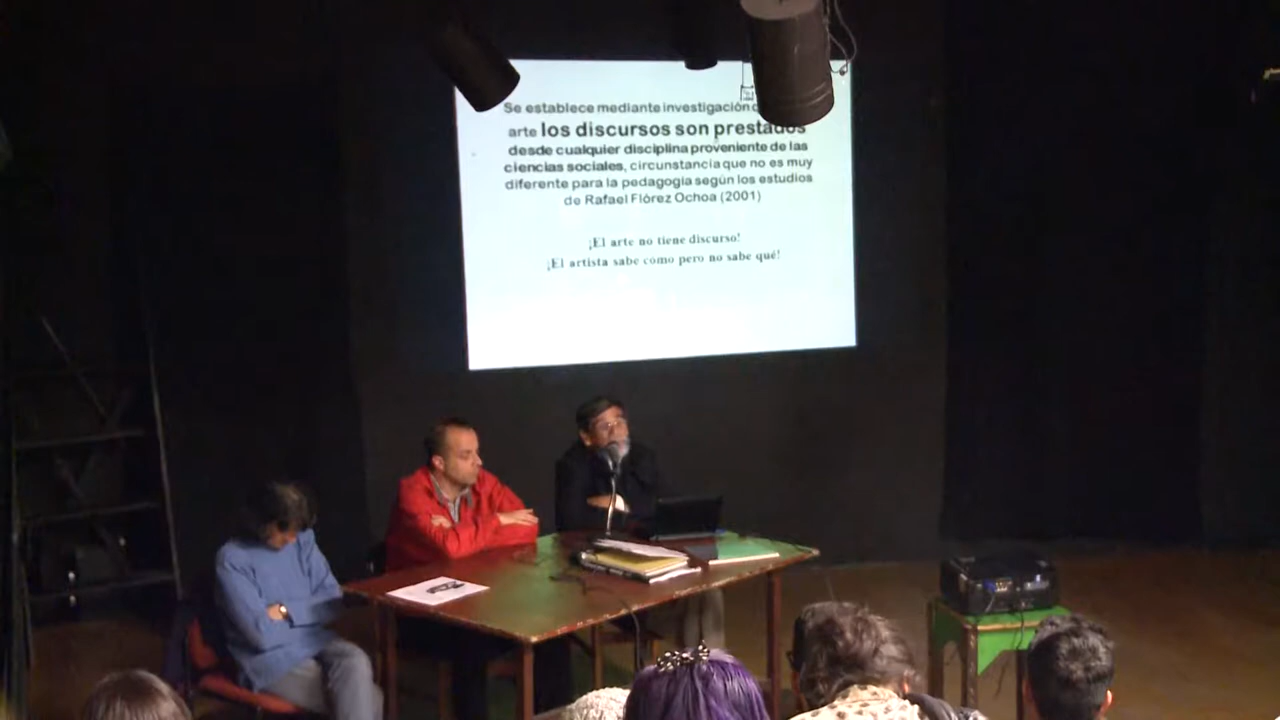 Se establece mediante investigación
arte los discursos son prestados
desde cualquier disciplina proveniente de las
ciencias sociales, circunstancia que no es muy
diferente para la pedagogía según los estudios
de Rafael Flórez Ochoa (2001)
¡El arte no tiene discurso!
¡El artista sabe como pero no sabe qué!